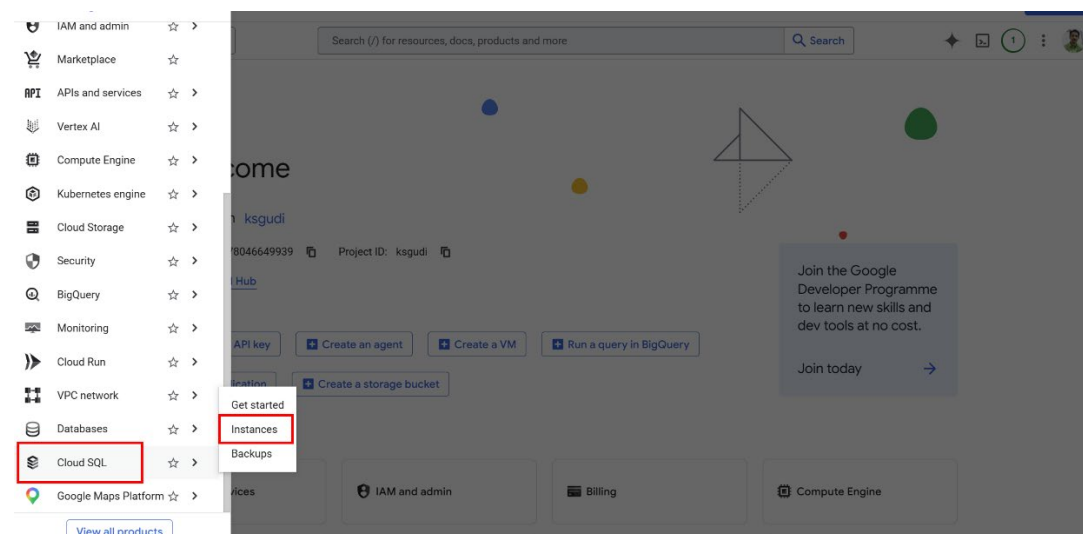 IAM and admin
Marketplace
API APIs and services
Vertex AI
Compute Engine
Kubernetes engine
Cloud Storage
Security
BigQuery
Monitoring
Cloud Run
VPC network
Databases
Cloud SQL
Google Maps Platform
View all products
Get started
Instances
Backups
Search (/) for resources, docs, products and more
Search
1
ksgudi
78046649939
Project ID: ksgudi
Hub
API key
Create an agent
Create a VM
Run a query in BigQuery
Create a storage bucket
Join the Google
Developer Programme
to learn new skills and
dev tools at no cost.
Join today
IAM and admin
Billing
Compute Engine